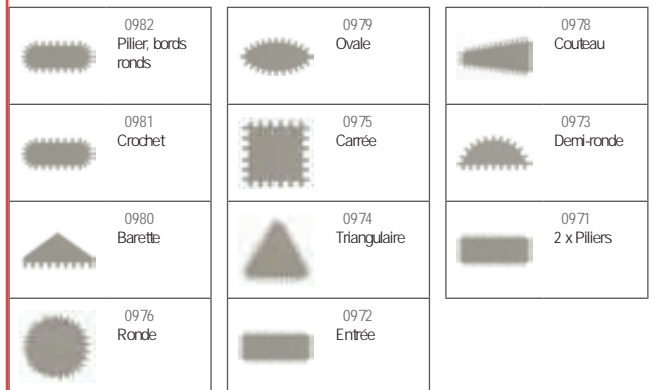 0982
Pilier, bords
ronds
0979
Ovale
0978
Couteau
0981
Crochet
0975
Carrée
0973
Demi-ronde
0980
Barette
0974
Triangulaire
0971
2 x Piliers
0976
Ronde
0972
Entrée